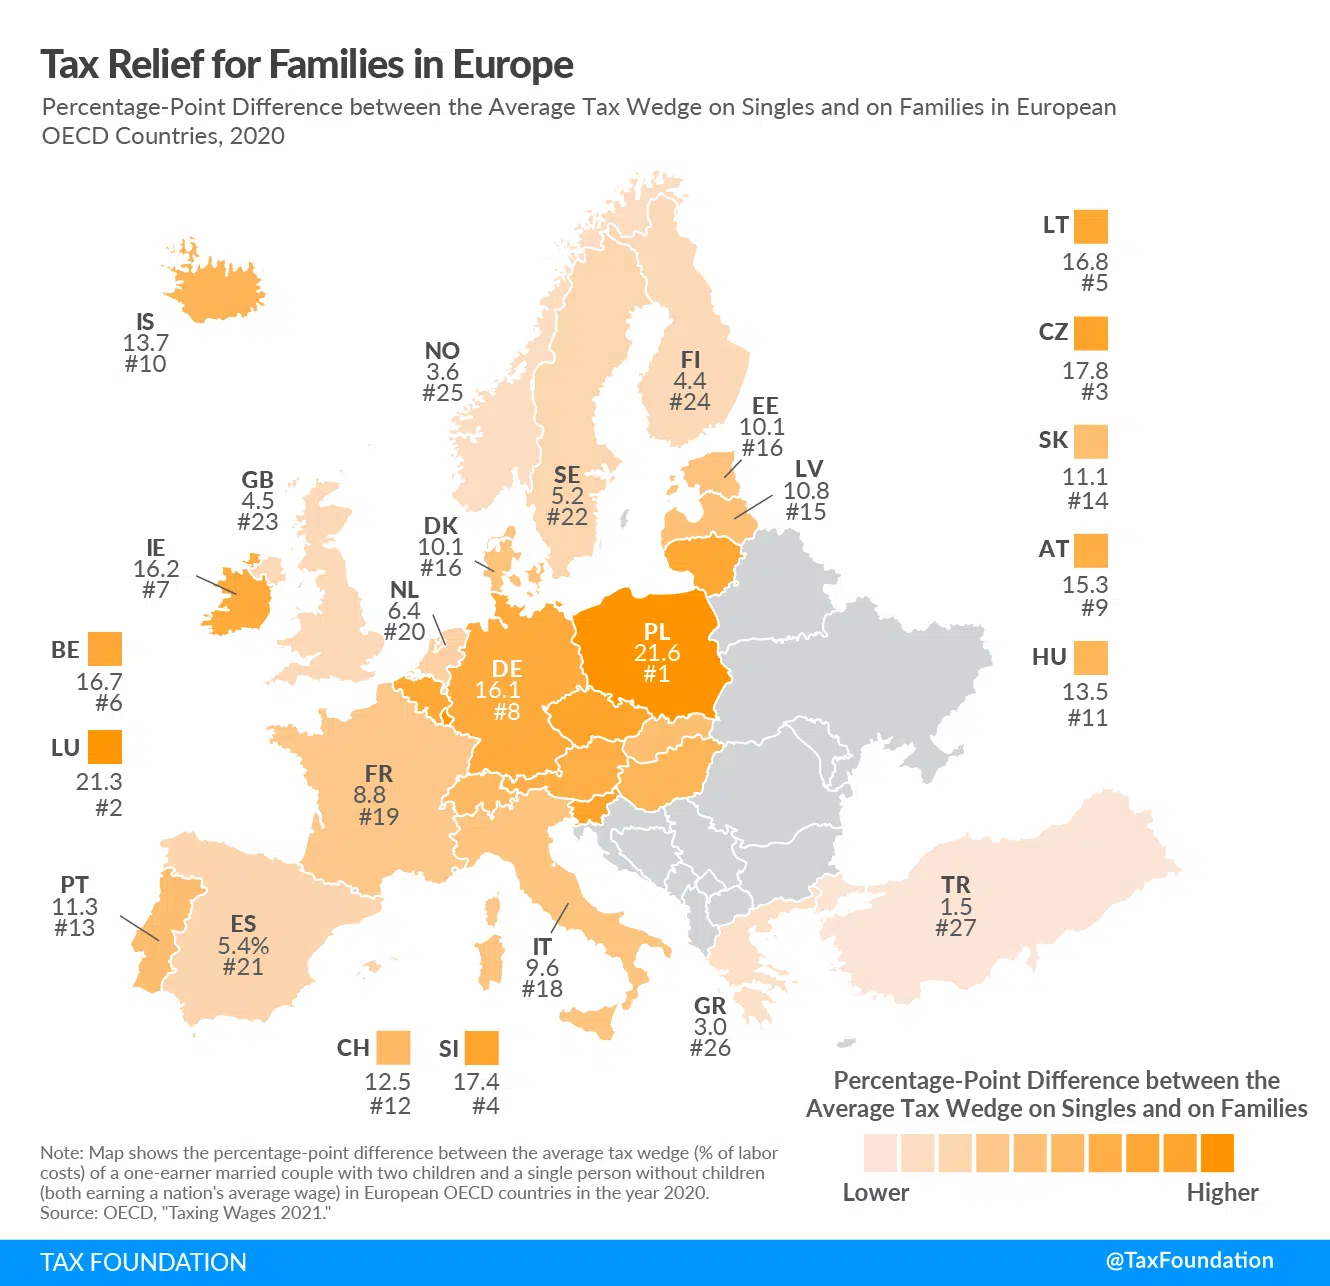 Tax Relief for Families in Europe
Percentage-Point Difference between the Average Tax Wedge on Singles and on Families in European
OECD Countries, 2020
IS
13.7
#10
NO
3.6
#25
FI
4.4
#24
EE
10.1
#16
LV
10.8
#15
SE
5.2
#22
GB
4.5
#23
DK
10.1
#16
IE
16.2
#7
NL
6.4
#20
BE
16.7
#6
LU
21.3
#2
DE
16.1
#8
PL
21.6
#1
FR
8.8
#19
PT
11.3
#13
ES
5.4%
#21
IT
9.6
#18
GR
3.0
#26
TR
1.5
#27
CH
12.5
#12
SI
17.4
#4
LT
16.8
#5
CZ
17.8
#3
SK
11.1
#14
AT
15.3
#9
HU
13.5
#11
Percentage-Point Difference between the
Average Tax Wedge on Singles and on Families
Lower
Higher
Note: Map shows the percentage-point difference between the average tax wedge (% of labor
costs) of a one-earner married couple with two children and a single person without children
(both earning a nation's average wage) in European OECD countries in the year 2020.
Source: OECD, "Taxing Wages 2021."
TAX FOUNDATION
@TaxFoundation